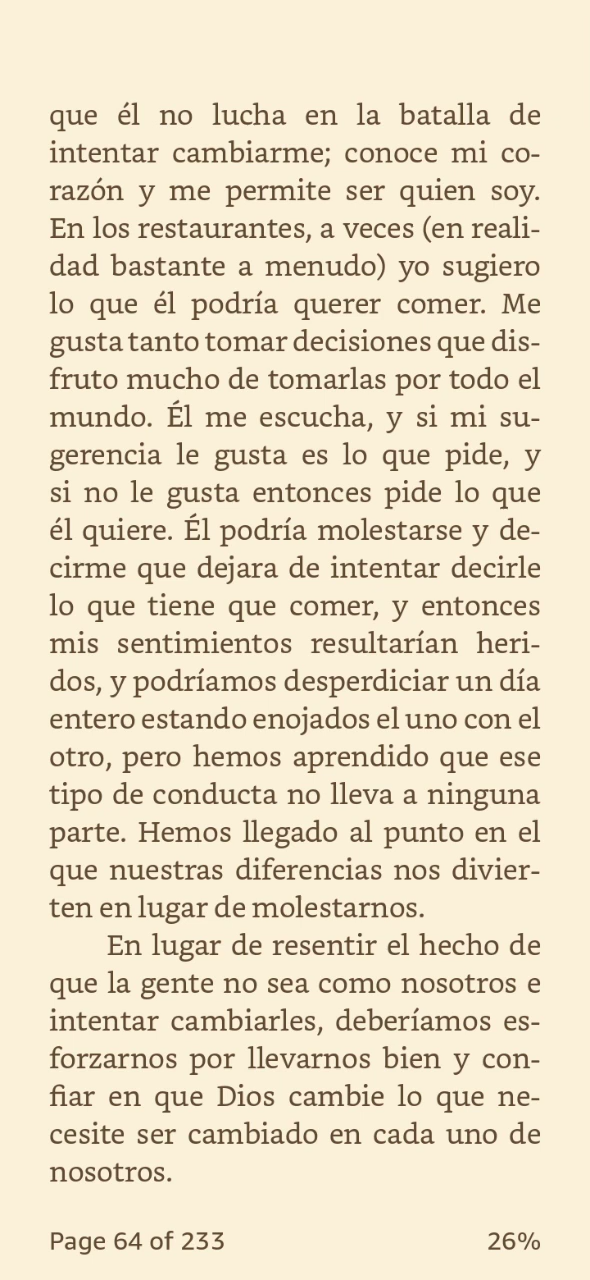 que él no lucha en la batalla de
intentar cambiarme; conoce mi co-
razón y me permite ser quien soy.
En los restaurantes, a veces (en reali-
dad bastante a menudo) yo sugiero
lo que él podría querer comer. Me
gusta tanto tomar decisiones que dis-
fruto mucho de tomarlas por todo el
mundo. Él me escucha, y si mi su-
gerencia le gusta es lo que pide, y
si no le gusta entonces pide lo que
él quiere. Él podría molestarse y de-
cirme que dejara de intentar decirle
lo que tiene que comer, y entonces
mis sentimientos resultarían heri-
dos, y podríamos desperdiciar un día
entero estando enojados el uno con el
otro, pero hemos aprendido que ese
tipo de conducta no lleva a ninguna
parte. Hemos llegado al punto en el
que nuestras diferencias nos divier-
ten en lugar de molestarnos.
En lugar de resentir el hecho de
que la gente no sea como nosotros e
intentar cambiarles, deberíamos es-
forzarnos por llevarnos bien y con-
fiar en que Dios cambie lo que ne-
cesite ser cambiado en cada uno de
nosotros.
Page 64 of 233 26%